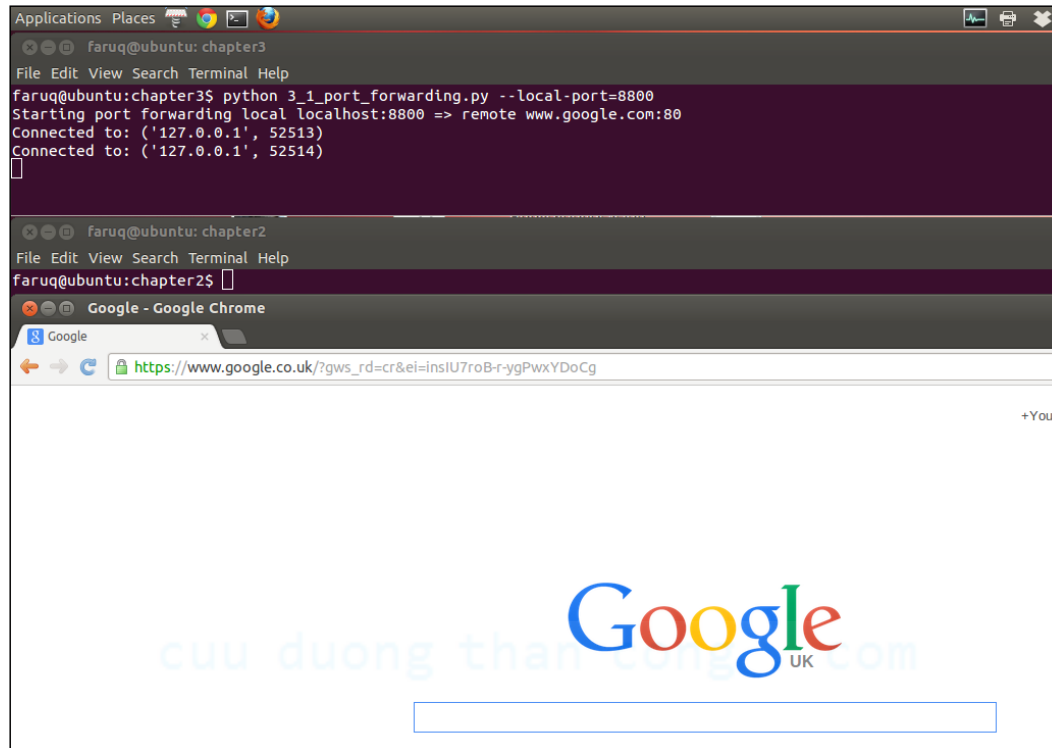 Applications Places
faruq@ubuntu: chapter3
File Edit View Search Terminal Help
faruq@ubuntu:chapter3$ python 3_1_port_forwarding.py --local-port=8800
Starting port forwarding local localhost:8800 => remote www.google.com:80
Connected to: ('127.0.0.1', 52513)
Connected to: ('127.0.0.1', 52514)
faruq@ubuntu: chapter2
File Edit View Search Terminal Help
faruq@ubuntu:chapter2$
Google - Google Chrome
Google
https://www.google.co.uk/?gws_rd=cr&ei=insIU7roB-r-ygPwxYDoCg
+You
Google
UK
cuu duong than cong . com